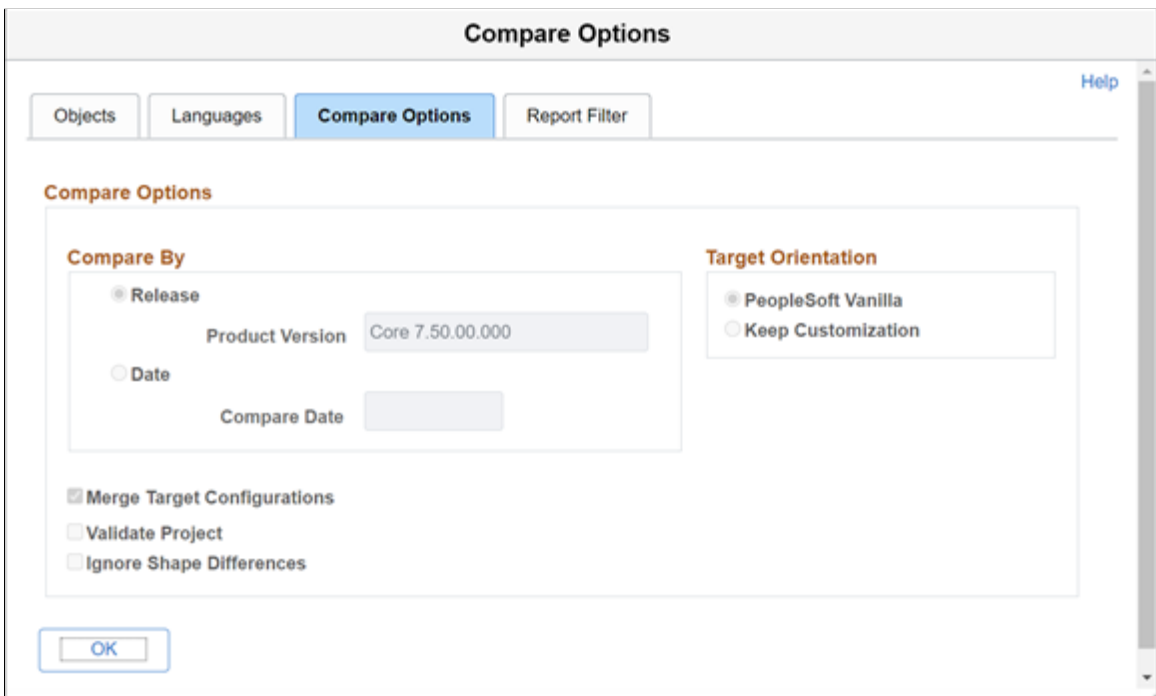 Compare Options
Help
Objects
Languages
Compare Options
Report Filter
Compare Options
Compare By
Release
Product Version
Core 7.50.00.000
Date
Compare Date
Target Orientation
PeopleSoft Vanilla
Keep Customization
Merge Target Configurations
Validate Project
Ignore Shape Differences
OK